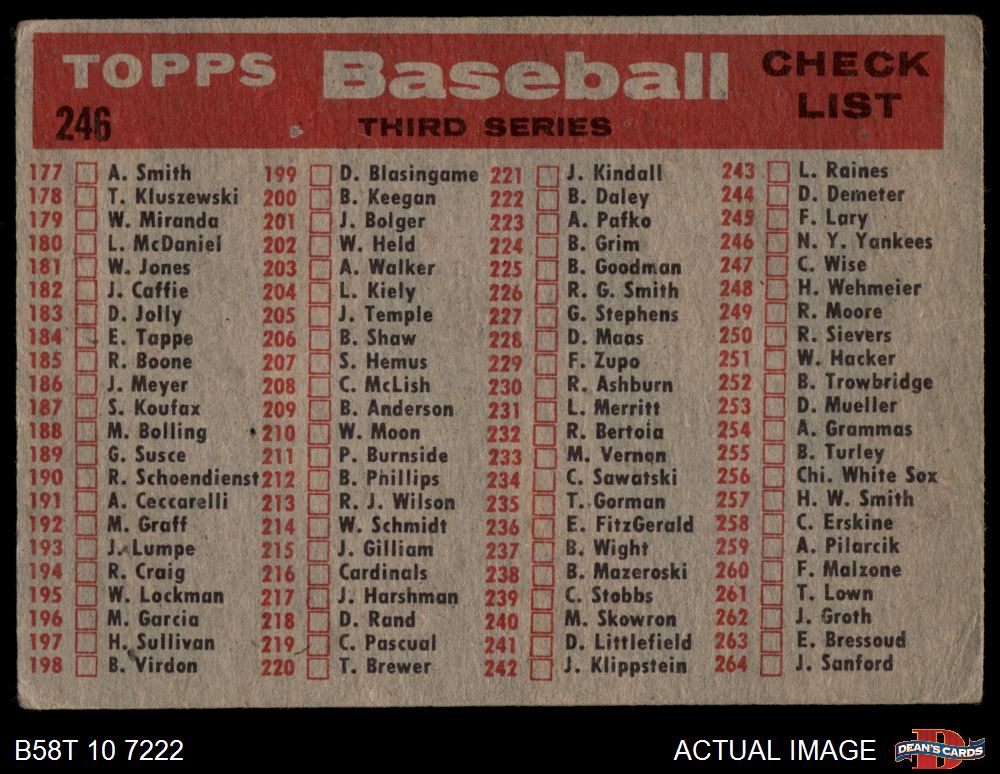 TOPPS Baseball CHECK LIST
246 THIRD SERIES
177 A. Smith
178 T. Kluszewski
179 W. Miranda
180 L. McDaniel
181 W. Jones
182 J. Caffie
183 D. Jolly
184 E. Tappe
185 R. Boone
186 J. Meyer
187 S. Koufax
188 M. Bolling
189 G. Susce
190 R. Schoendienst
191 A. Ceccarelli
192 M. Graff
193 J. Lumpe
194 R. Craig
195 W. Lockman
196 M. Garcia
197 H. Sullivan
198 B. Virdon
199 D. Blasingame
200 B. Keegan
201 J. Bolger
202 W. Held
203 A. Walker
204 L. Kiely
205 J. Temple
206 B. Shaw
207 S. Hemus
208 C. McLish
209 B. Anderson
210 W. Moon
211 P. Burnside
212 B. Phillips
213 R. J. Wilson
214 W. Schmidt
215 J. Gilliam
216 Cardinals
217 J. Harshman
218 D. Rand
219 C. Pascual
220 T. Brewer
221 J. Kindall
222 B. Daley
223 A. Pafko
224 B. Grim
225 B. Goodman
226 R. G. Smith
227 G. Stephens
228 D. Maas
229 F. Zupo
230 R. Ashburn
231 L. Merritt
232 R. Bertoia
233 M. Vernon
234 C. Sawatski
235 T. Gorman
236 E. FitzGerald
237 B. Wight
238 B. Mazeroski
239 C. Stobbs
240 M. Skowron
241 D. Littlefield
242 J. Klippstein
243 L. Raines
244 D. Demeter
245 F. Lary
246 N. Y. Yankees
247 C. Wise
248 H. Wehmeier
249 R. Moore
250 R. Sievers
251 W. Hacker
252 B. Trowbridge
253 D. Mueller
254 A. Grammas
255 B. Turley
256 Chi. White Sox
257 H. W. Smith
258 C. Erskine
259 A. Pilarcik
260 F. Malzone
261 T. Lown
262 J. Groth
263 E. Bressoud
264 J. Sanford
B58T 10 7222
ACTUAL IMAGE
DEAN'S CARDS